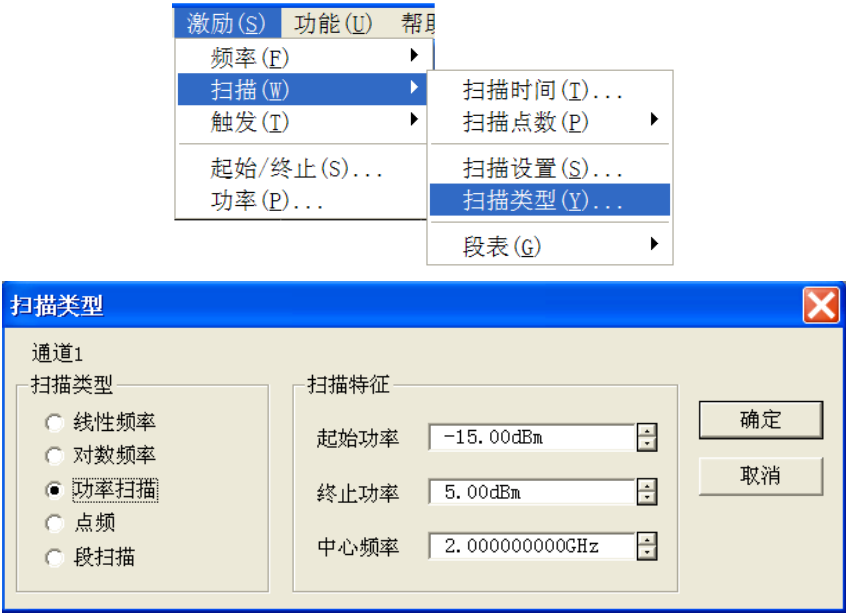 激励(S) 功能(U) 帮
频率(F)
扫描(W)
触发(T)
起始/终止(S)...
功率(P)...
扫描时间(T)...
扫描点数(P)
扫描设置(S)...
扫描类型(Y)...
段表(G)
扫描类型
通道1
扫描类型
线性频率
对数频率
功率扫描
点频
段扫描
扫描特征
起始功率 -15.00dBm
终止功率 5.00dBm
中心频率 2.000000000GHz
确定
取消